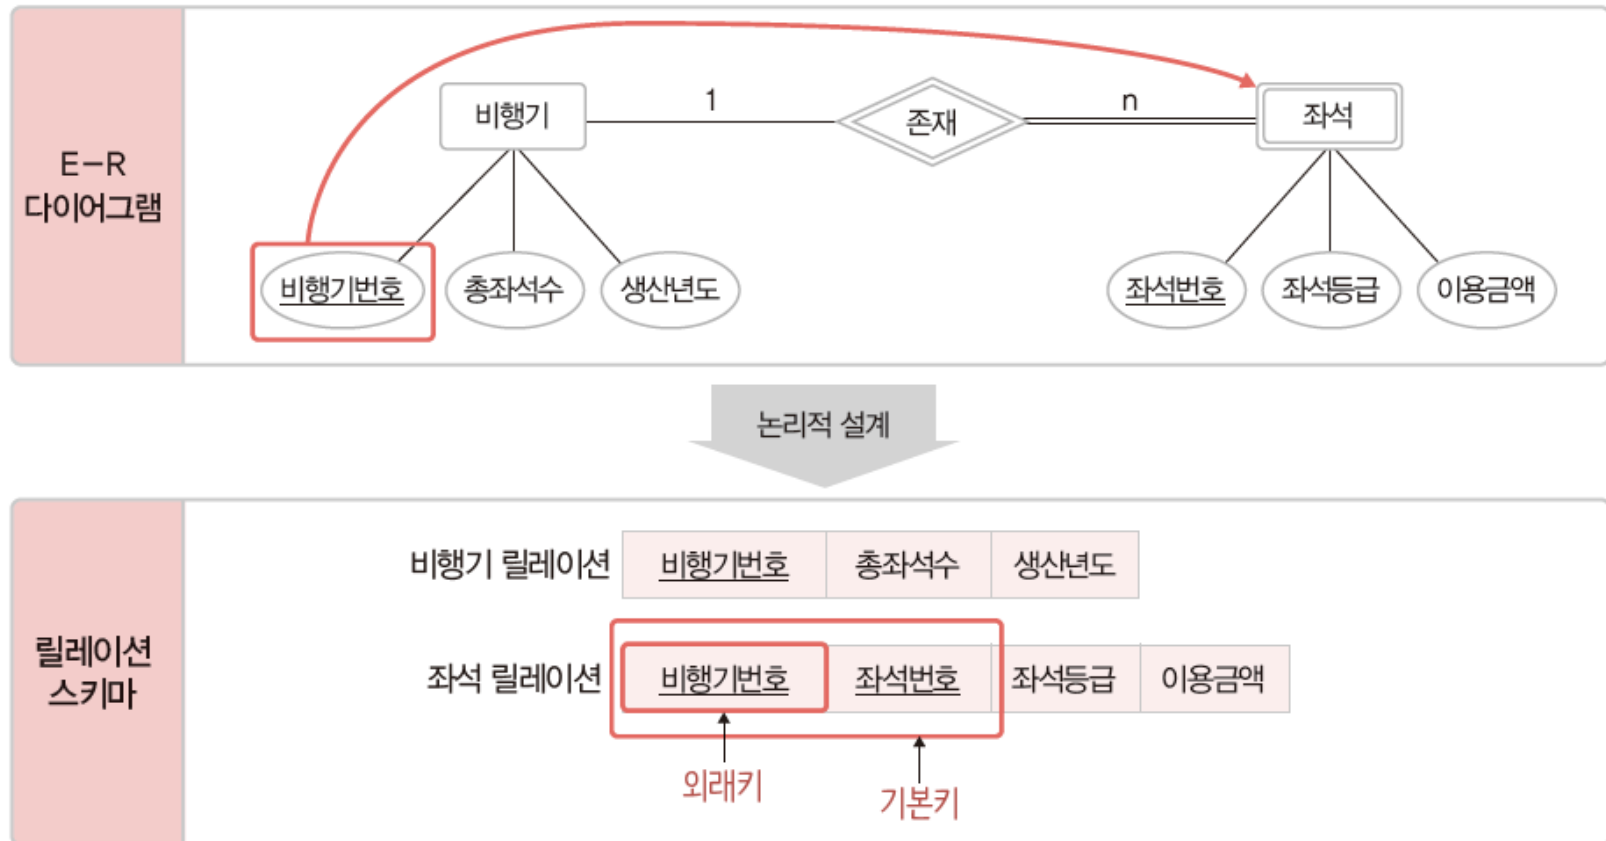 E-R
다이어그램
비행기
1
존재
n
좌석
비행기번호
총좌석수
생산년도
좌석번호
좌석등급
이용금액
논리적 설계
릴레이션
스키마
비행기 릴레이션
비행기번호
총좌석수
생산년도
좌석 릴레이션
비행기번호
좌석번호
좌석등급
이용금액
외래키
기본키